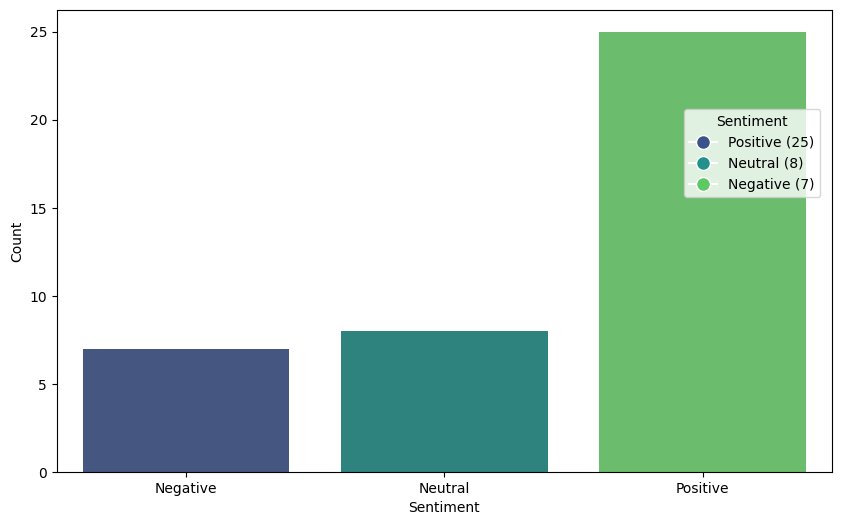 25
20
15
10
5
0
Count
Sentiment
Positive (25)
Neutral (8)
Negative (7)
Negative
Neutral
Positive
Sentiment